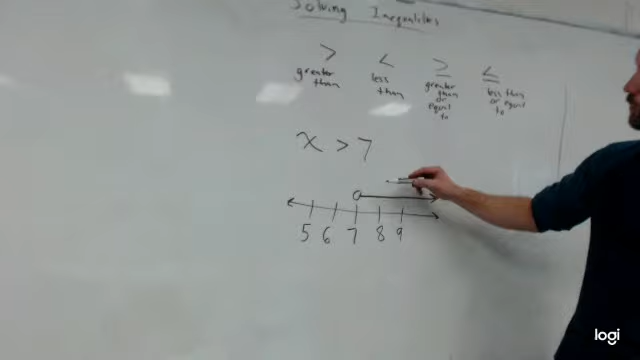 Solving Inequalities
> < ≥ ≤
greater than
less than
greater than or equal to
less than or equal to
x > 7
5 6 7 8 9
logi